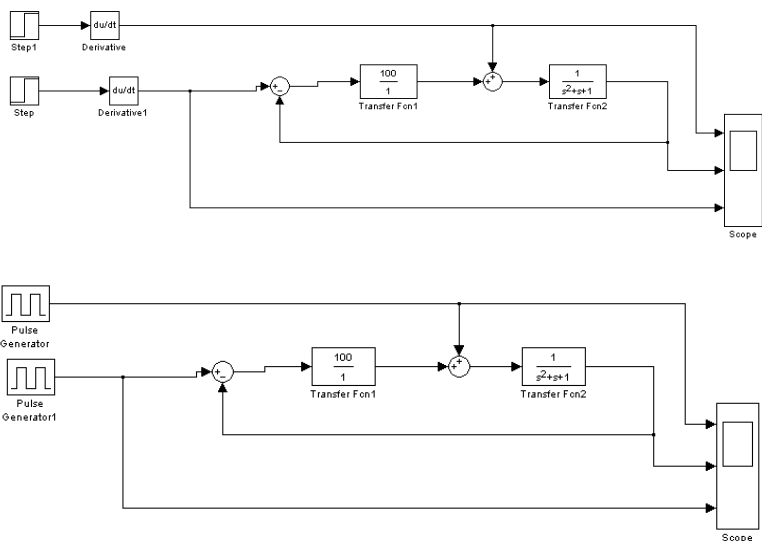 du/dt
Step1
Derivative
du/dt
Step
Derivative1
+
−
100
1
Transfer Fcn1
+
+
1
s²+s+1
Transfer Fcn2
Scope
Pulse
Generator
Pulse
Generator1
+
−
100
1
Transfer Fcn1
+
+
1
s²+s+1
Transfer Fcn2
Scope